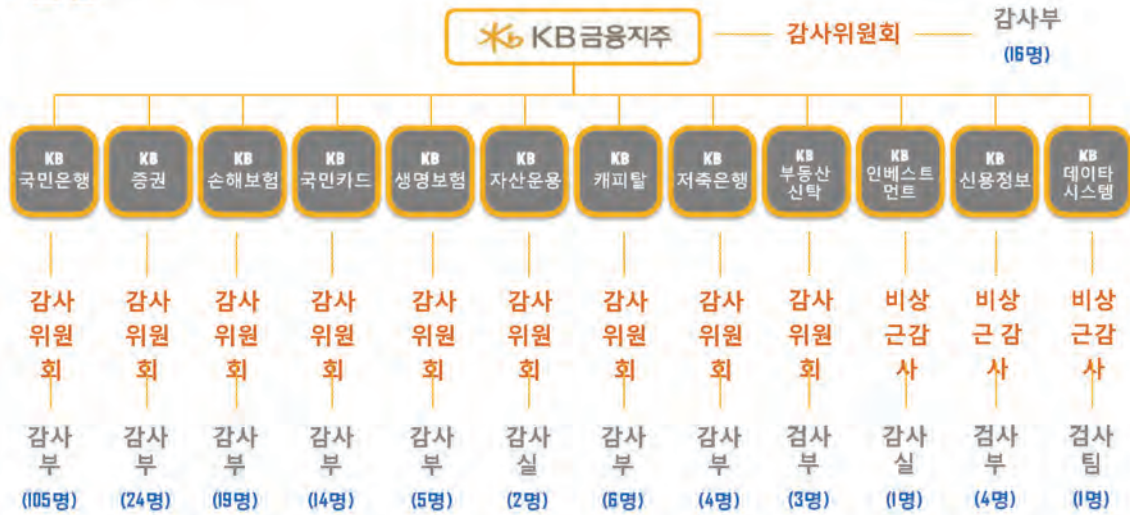 KB금융지주
감사위원회
감사부
(16명)
KB
국민은행
KB
증권
KB
손해보험
KB
국민카드
KB
생명보험
KB
자산운용
KB
캐피탈
KB
저축은행
KB
부동산
신탁
KB
인베스트
먼트
KB
신용정보
KB
데이타
시스템
감사
위원
회
감사
위원
회
감사
위원
회
감사
위원
회
감사
위원
회
감사
위원
회
감사
위원
회
감사
위원
회
감사
위원
회
비상
근감
사
비상
근감
사
비상
근감
사
감사
부
(105명)
감사
부
(24명)
감사
부
(19명)
감사
부
(14명)
감사
부
(5명)
감사
실
(2명)
감사
부
(6명)
감사
부
(4명)
검사
부
(3명)
감사
실
(1명)
검사
부
(4명)
검사
팀
(1명)